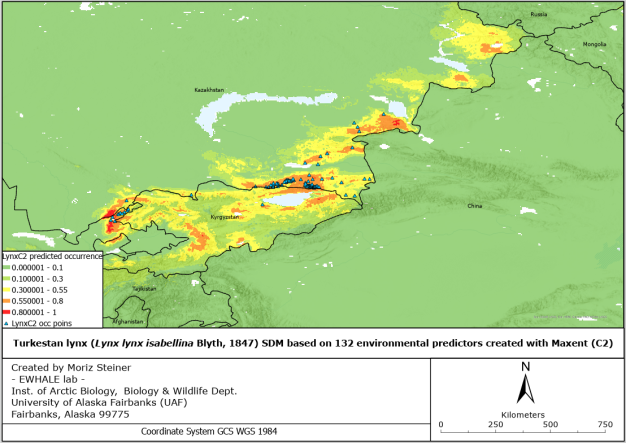 Russia
Mongolia
Kazakhstan
China
Kyrgyzstan
Tajikistan
Afghanistan
LynxC2 predicted occurrence
0.000001 - 0.1
0.100001 - 0.3
0.300001 - 0.55
0.550001 - 0.8
0.800001 - 1
LynxC2 occ poins
Turkestan lynx (Lynx lynx isabellina Blyth, 1847) SDM based on 132 environmental predictors created with Maxent (C2)
Created by Moriz Steiner
- EWHALE lab -
Inst. of Arctic Biology, Biology & Wildlife Dept.
University of Alaska Fairbanks (UAF)
Fairbanks, Alaska 99775
Coordinate System GCS WGS 1984
N
Kilometers
0 250 500 750